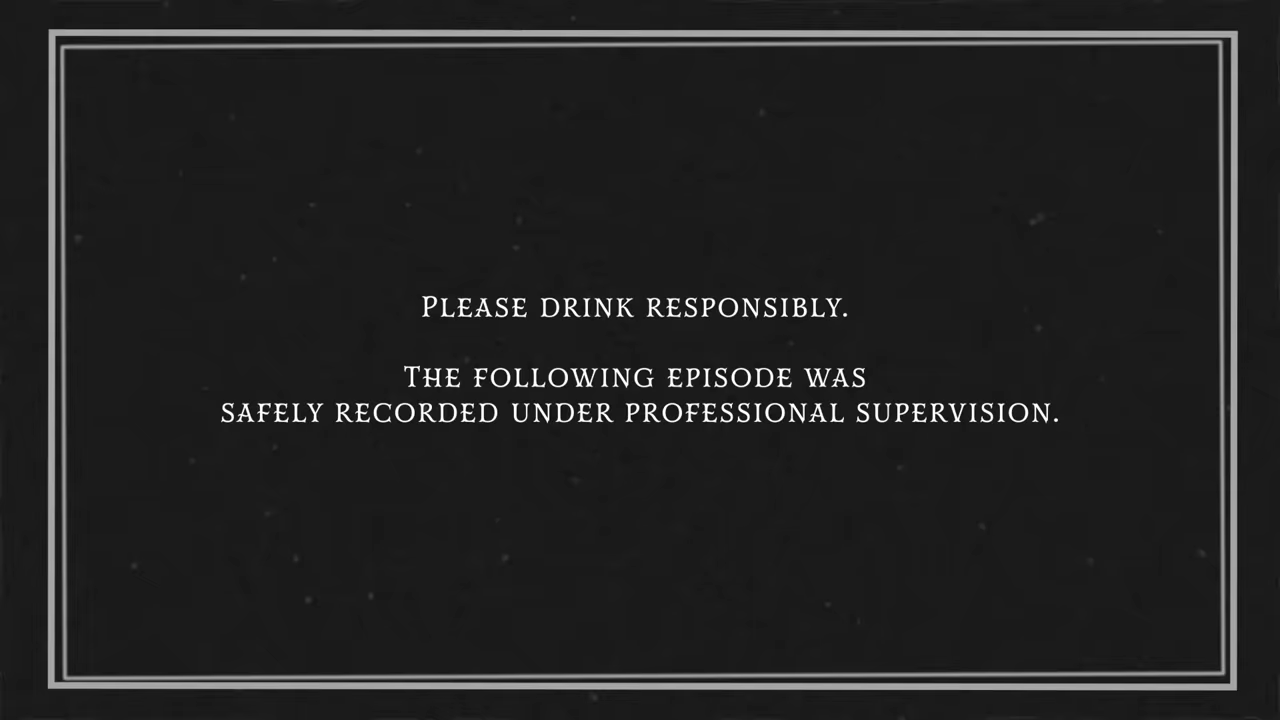 Please drink responsibly.
The following episode was
safely recorded under professional supervision.